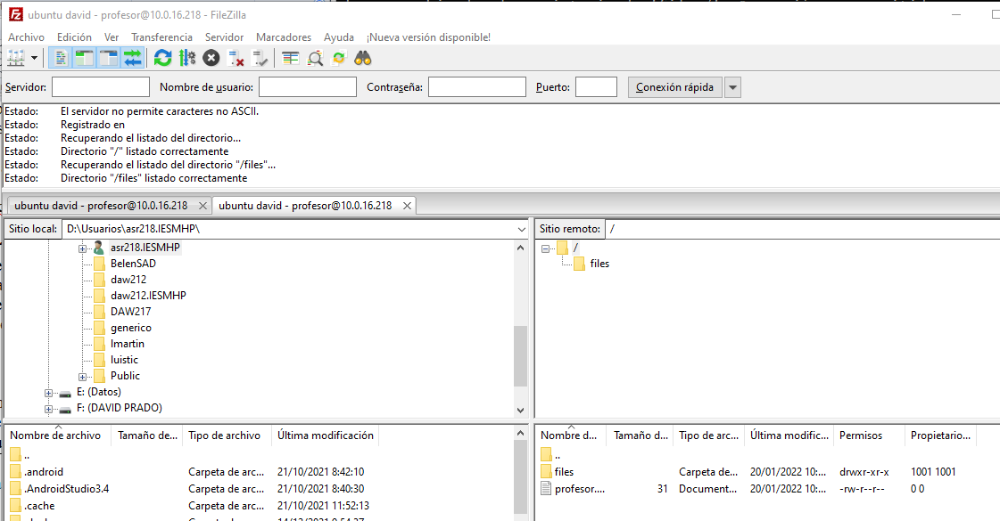 ubuntu david - profesor@10.0.16.218 - FileZilla
Archivo Edición Ver Transferencia Servidor Marcadores Ayuda ¡Nueva versión disponible!
Servidor: Nombre de usuario: Contraseña: Puerto: Conexión rápida
Estado: El servidor no permite caracteres no ASCII.
Estado: Registrado en
Estado: Recuperando el listado del directorio...
Estado: Directorio "/" listado correctamente
Estado: Recuperando el listado del directorio "/files"...
Estado: Directorio "/files" listado correctamente
ubuntu david - profesor@10.0.16.218 ubuntu david - profesor@10.0.16.218
Sitio local: D:\Usuarios\asr218.IESMHP\
asr218.IESMHP
BelenSAD
daw212
daw212.IESMHP
DAW217
generico
lmartin
luistic
Public
E: (Datos)
F: (DAVID PRADO)
Sitio remoto: /
/
files
Nombre de archivo Tamaño de... Tipo de archivo Última modificación
..
.android Carpeta de arc... 21/10/2021 8:42:10
.AndroidStudio3.4 Carpeta de arc... 21/10/2021 8:40:30
.cache Carpeta de arc... 21/10/2021 11:52:13
Nombre d... Tamaño d... Tipo de arc... Última modific... Permisos Propietario...
..
files Carpeta de... 20/01/2022 10:... drwxr-xr-x 1001 1001
profesor.... 31 Document... 20/01/2022 10:... -rw-r--r-- 0 0